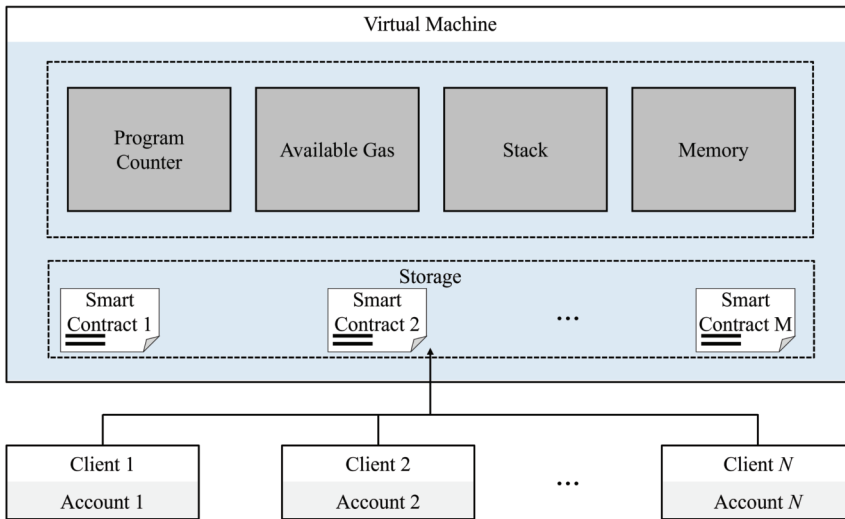 Virtual Machine
Program
Counter
Available Gas
Stack
Memory
Storage
Smart
Contract 1
Smart
Contract 2
...
Smart
Contract M
Client 1
Account 1
Client 2
Account 2
...
Client N
Account N